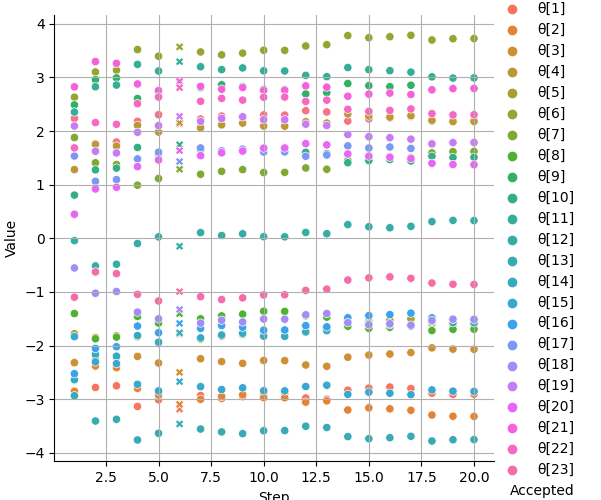 4
3
2
1
0
−1
−2
−3
−4
Value
2.5
5.0
7.5
10.0
12.5
15.0
17.5
20.0
Step
θ[1]
θ[2]
θ[3]
θ[4]
θ[5]
θ[6]
θ[7]
θ[8]
θ[9]
θ[10]
θ[11]
θ[12]
θ[13]
θ[14]
θ[15]
θ[16]
θ[17]
θ[18]
θ[19]
θ[20]
θ[21]
θ[22]
θ[23]
Accepted